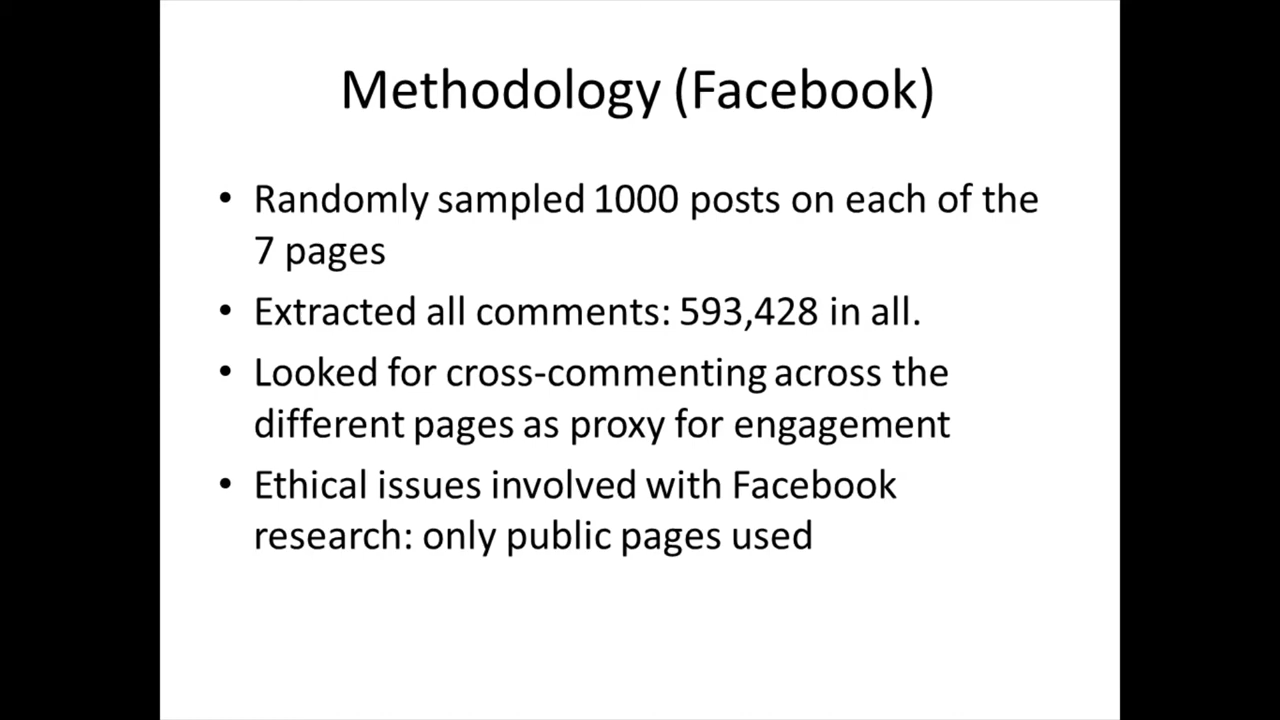 Methodology (Facebook)
• Randomly sampled 1000 posts on each of the
7 pages
• Extracted all comments: 593,428 in all.
• Looked for cross-commenting across the
different pages as proxy for engagement
• Ethical issues involved with Facebook
research: only public pages used